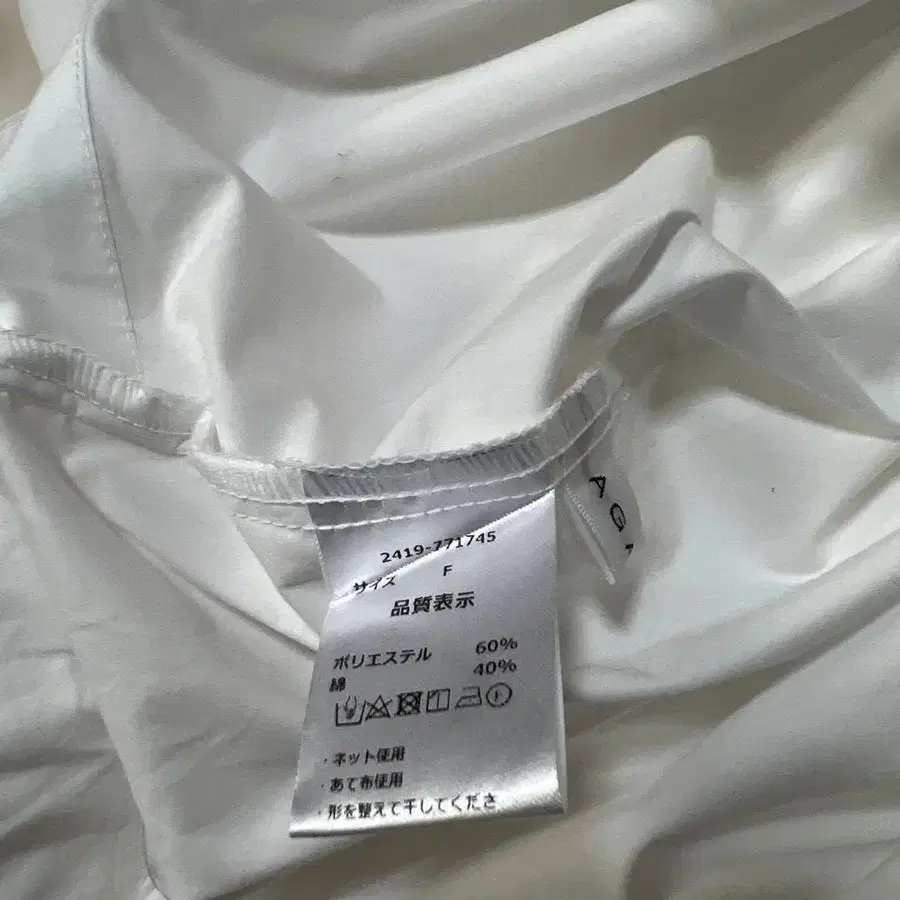 2419-771745
サイズ F
品質表示
ポリエステル 60%
綿 40%
・ネット使用
・あて布使用
・形を整えて干してくださ
AG